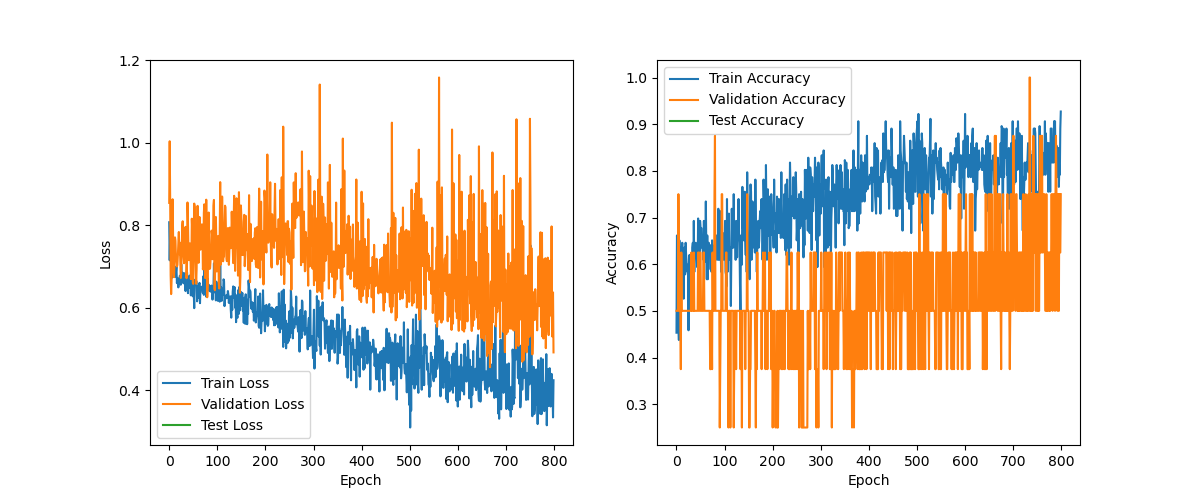 1.2
1.0
0.8
0.6
0.4
Loss
Train Loss
Validation Loss
Test Loss
0 100 200 300 400 500 600 700 800
Epoch
1.0
0.9
0.8
0.7
0.6
0.5
0.4
0.3
Accuracy
Train Accuracy
Validation Accuracy
Test Accuracy
0 100 200 300 400 500 600 700 800
Epoch